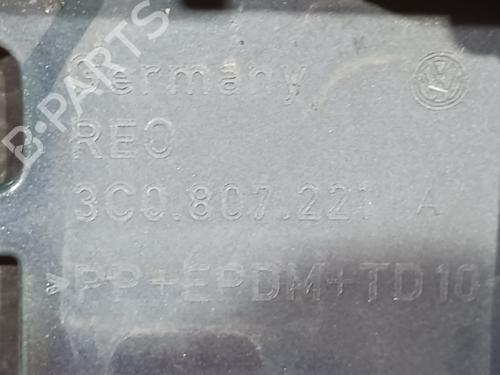 Germany
REO
3C0.807.221 A
>PP+EPDM+TD10
B-PARTS